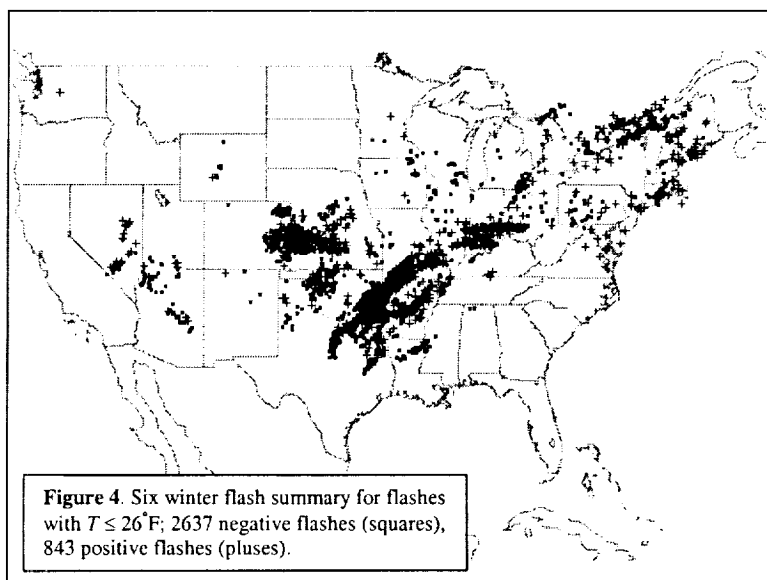 Figure 4. Six winter flash summary for flashes
with T ≤ 26°F; 2637 negative flashes (squares),
843 positive flashes (pluses).